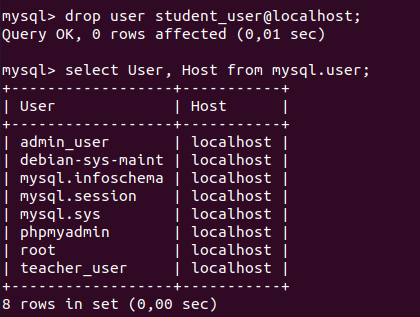 mysql> drop user student_user@localhost;
Query OK, 0 rows affected (0,01 sec)
mysql> select User, Host from mysql.user;
+------------------+-----------+
| User             | Host      |
+------------------+-----------+
| admin_user       | localhost |
| debian-sys-maint | localhost |
| mysql.infoschema | localhost |
| mysql.session    | localhost |
| mysql.sys        | localhost |
| phpmyadmin       | localhost |
| root             | localhost |
| teacher_user     | localhost |
+------------------+-----------+
8 rows in set (0,00 sec)